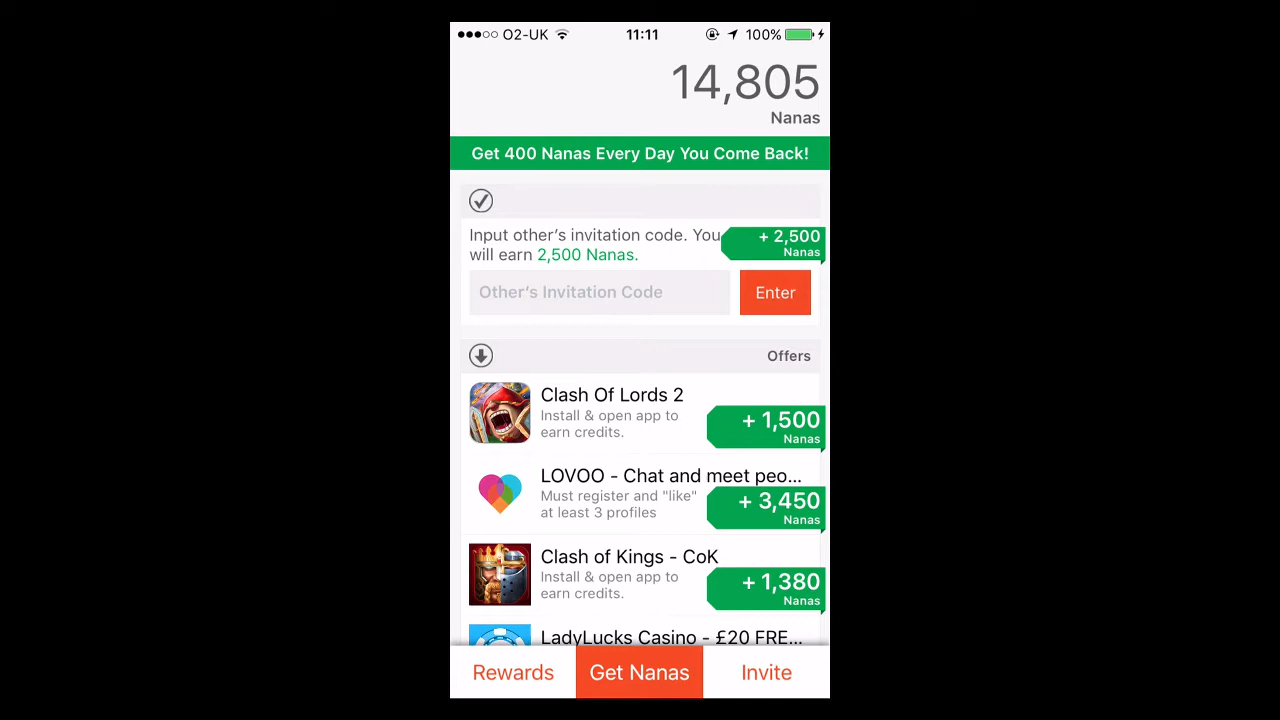 O2-UK 11:11 100%
14,805
Nanas
Get 400 Nanas Every Day You Come Back!
Input other's invitation code. You
will earn 2,500 Nanas.
+ 2,500
Nanas
Other's Invitation Code
Enter
Offers
Clash Of Lords 2
Install & open app to
earn credits.
+ 1,500
Nanas
LOVOO - Chat and meet peo...
Must register and "like"
at least 3 profiles
+ 3,450
Nanas
Clash of Kings - CoK
Install & open app to
earn credits.
+ 1,380
Nanas
LadyLucks Casino - £20 FRE...
Rewards Get Nanas Invite